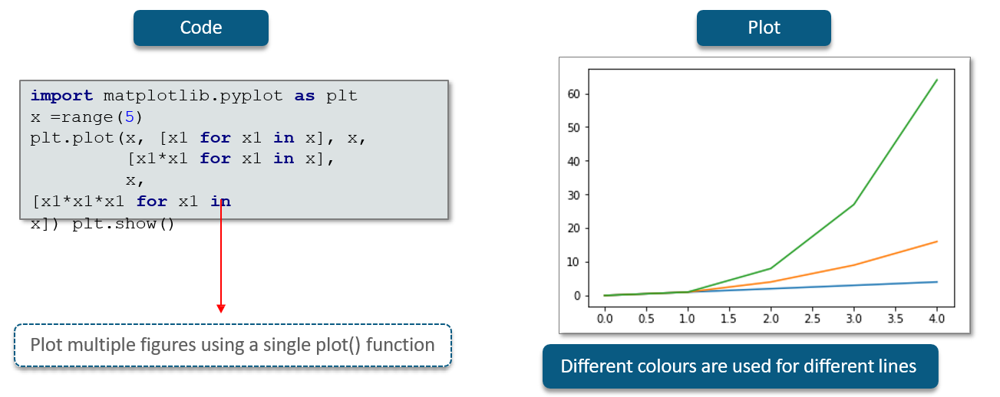 Code
import matplotlib.pyplot as plt
x =range(5)
plt.plot(x, [x1 for x1 in x], x,
[x1*x1 for x1 in x],
x,
[x1*x1*x1 for x1 in
x]) plt.show()
Plot multiple figures using a single plot() function
Plot
60
50
40
30
20
10
0
0.0 0.5 1.0 1.5 2.0 2.5 3.0 3.5 4.0
Different colours are used for different lines